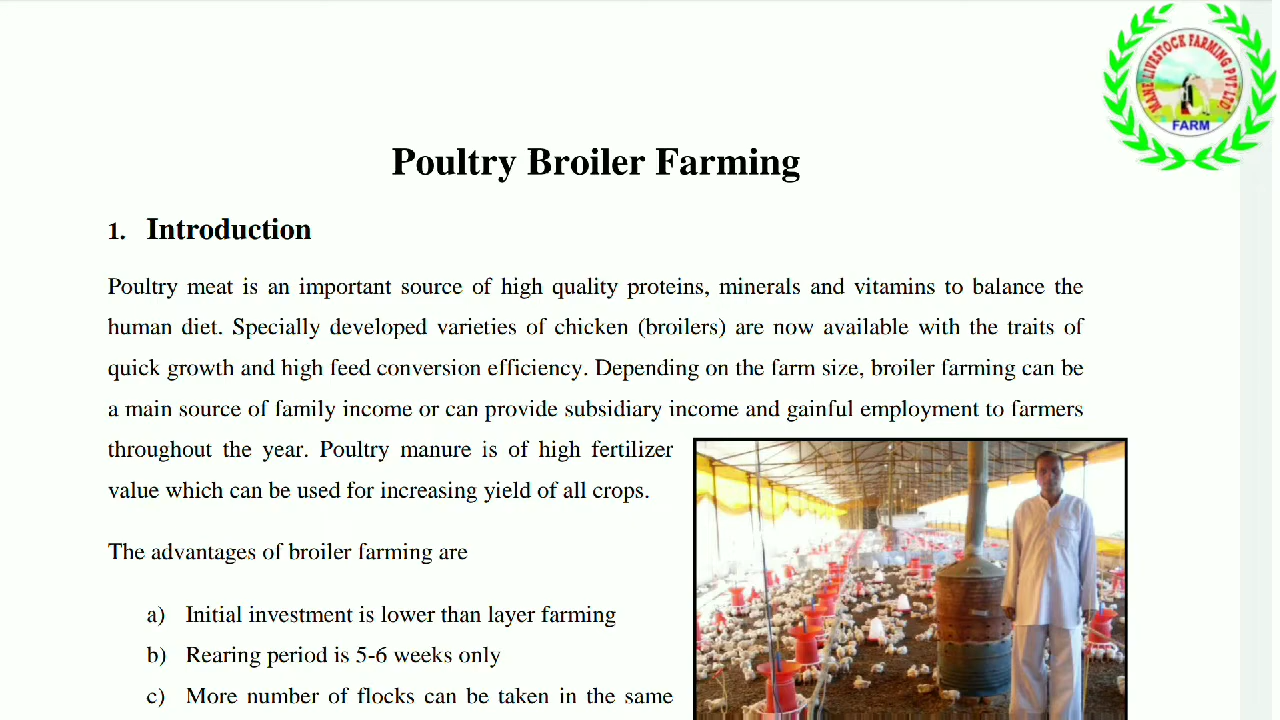 MANE LIVESTOCK FARMING PVT LTD.
FARM
Poultry Broiler Farming
1. Introduction
Poultry meat is an important source of high quality proteins, minerals and vitamins to balance the
human diet. Specially developed varieties of chicken (broilers) are now available with the traits of
quick growth and high feed conversion efficiency. Depending on the farm size, broiler farming can be
a main source of family income or can provide subsidiary income and gainful employment to farmers
throughout the year. Poultry manure is of high fertilizer
value which can be used for increasing yield of all crops.
The advantages of broiler farming are
a) Initial investment is lower than layer farming
b) Rearing period is 5-6 weeks only
c) More number of flocks can be taken in the same